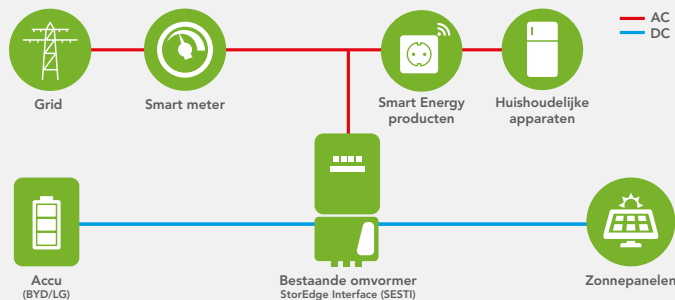 AC
DC
Grid
Smart meter
Smart Energy
producten
Huishoudelijke
apparaten
Accu
(BYD/LG)
Bestaande omvormer
StorEdge Interface (SESTI)
Zonnepanelen